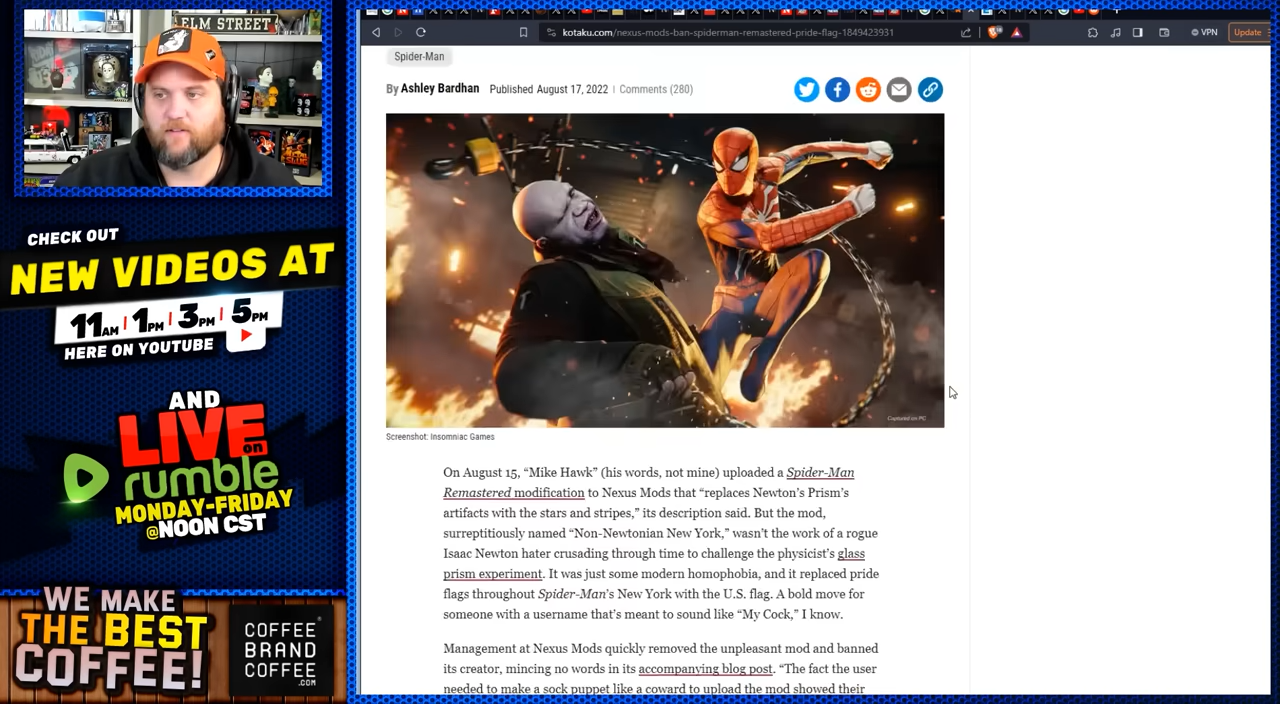 ELM STREET
CHECK OUT
NEW VIDEOS AT
11AM | 1PM | 3PM | 5PM
HERE ON YOUTUBE
AND
LIVE on
rumble
MONDAY-FRIDAY
@NOON CST
WE MAKE
THE BEST
COFFEE!
COFFEE
BRAND
COFFEE
.COM
kotaku.com/nexus-mods-ban-spiderman-remastered-pride-flag-1849423931
VPN
Update
Spider-Man
By Ashley Bardhan Published August 17, 2022 | Comments (280)
Captured on PC
Screenshot: Insomniac Games
On August 15, “Mike Hawk” (his words, not mine) uploaded a Spider-Man
Remastered modification to Nexus Mods that “replaces Newton’s Prism’s
artifacts with the stars and stripes,” its description said. But the mod,
surreptitiously named “Non-Newtonian New York,” wasn’t the work of a rogue
Isaac Newton hater crusading through time to challenge the physicist’s glass
prism experiment. It was just some modern homophobia, and it replaced pride
flags throughout Spider-Man’s New York with the U.S. flag. A bold move for
someone with a username that’s meant to sound like “My Cock,” I know.
Management at Nexus Mods quickly removed the unpleasant mod and banned
its creator, mincing no words in its accompanying blog post. “The fact the user
needed to make a sock puppet like a coward to upload the mod showed their